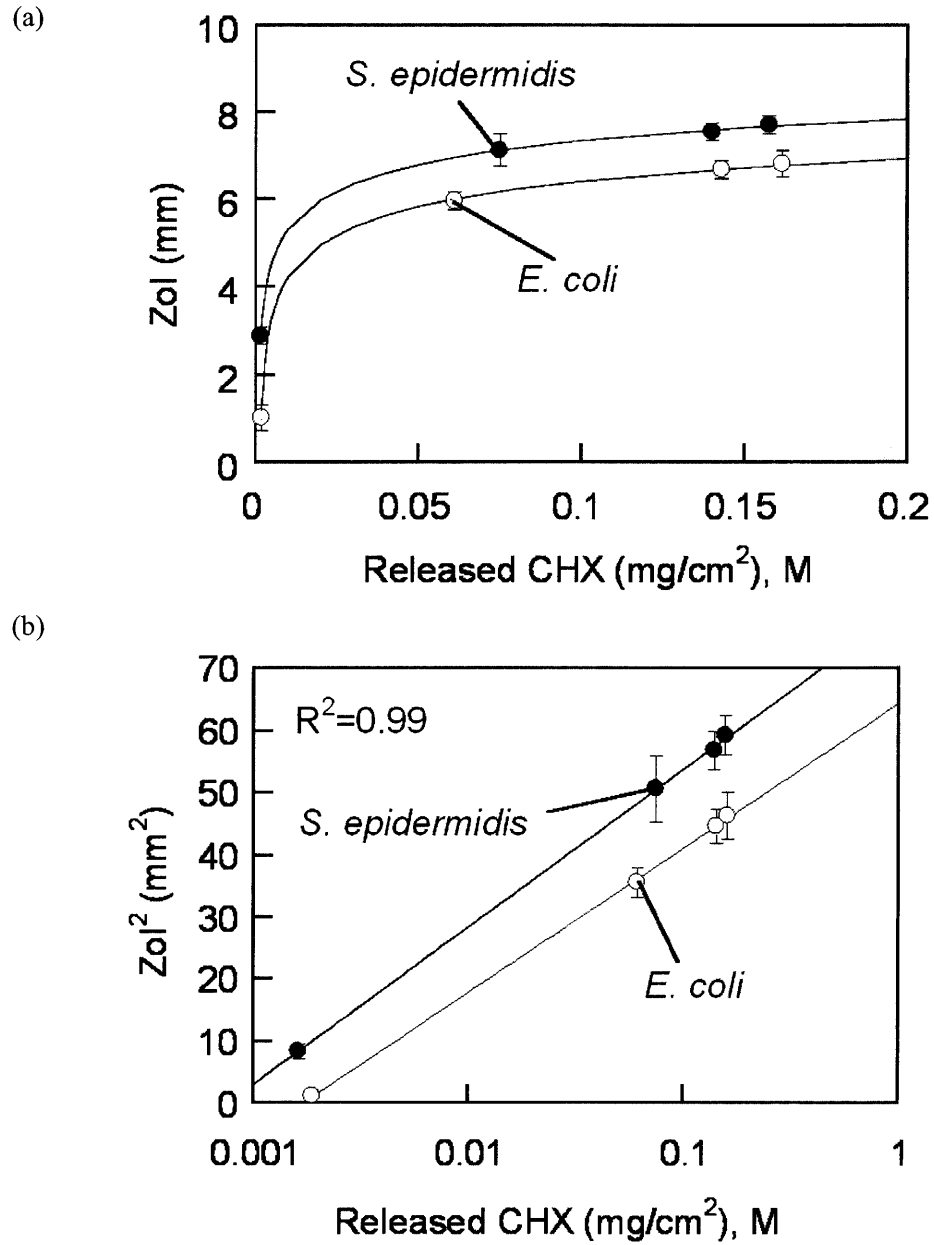 (a)
10
8
6
4
2
0
ZoI (mm)
S. epidermidis
E. coli
0 0.05 0.1 0.15 0.2
Released CHX (mg/cm²), M
(b)
70
60
50
40
30
20
10
0
ZoI² (mm²)
R²=0.99
S. epidermidis
E. coli
0.001 0.01 0.1 1
Released CHX (mg/cm²), M